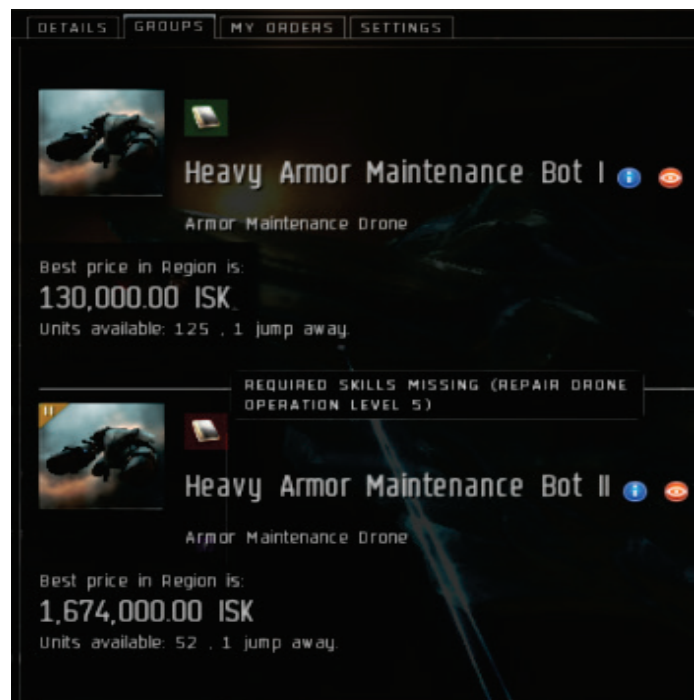 DETAILS GROUPS MY ORDERS SETTINGS
Heavy Armor Maintenance Bot I
Armor Maintenance Drone
Best price in Region is:
130,000.00 ISK
Units available: 125 , 1 jump away.
REQUIRED SKILLS MISSING (REPAIR DRONE
OPERATION LEVEL 5)
II
Heavy Armor Maintenance Bot II
Armor Maintenance Drone
Best price in Region is:
1,674,000.00 ISK
Units available: 52 , 1 jump away.